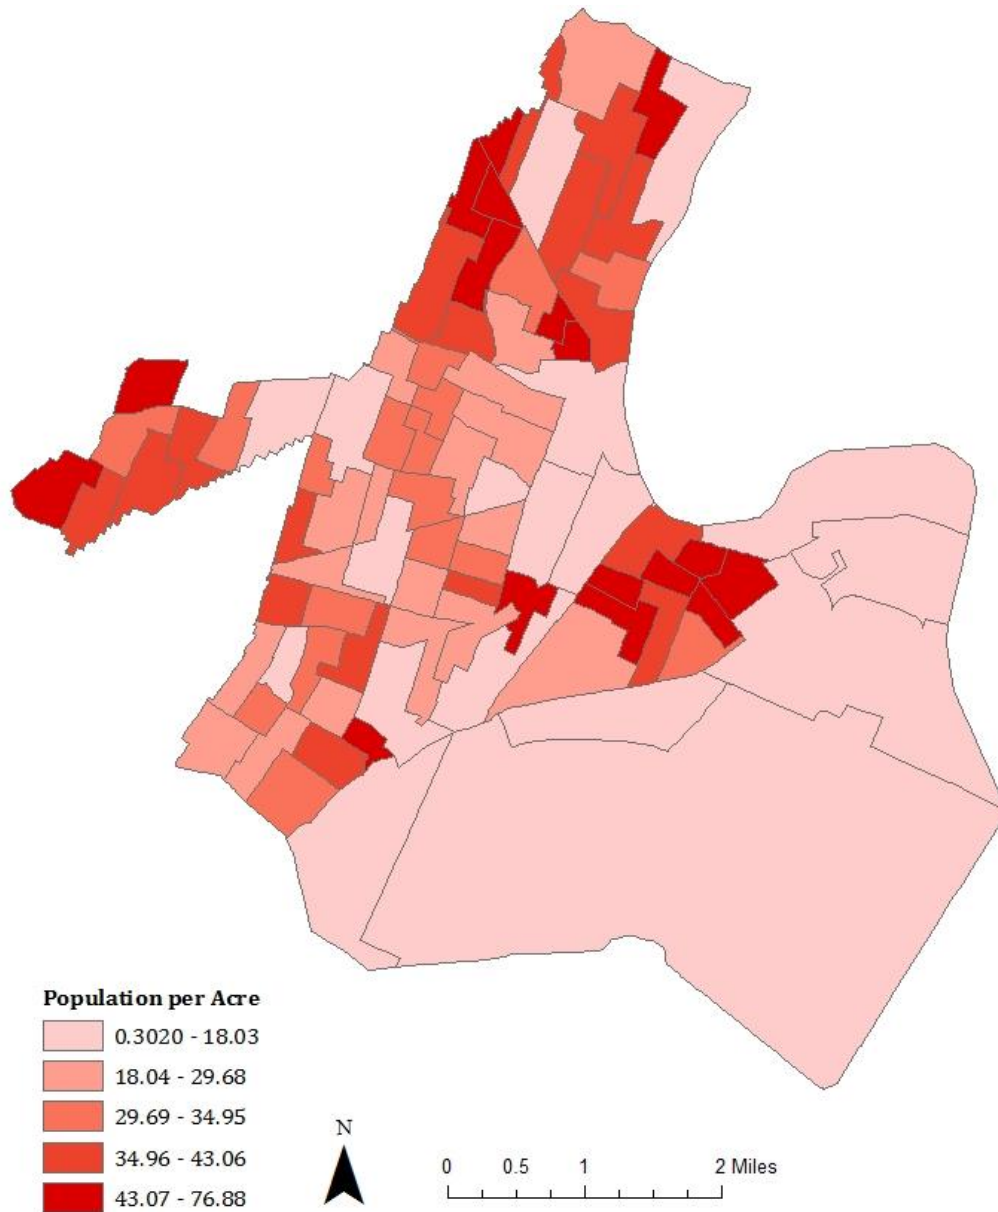 Population per Acre
0.3020 - 18.03
18.04 - 29.68
29.69 - 34.95
34.96 - 43.06
43.07 - 76.88
N
0 0.5 1 2 Miles